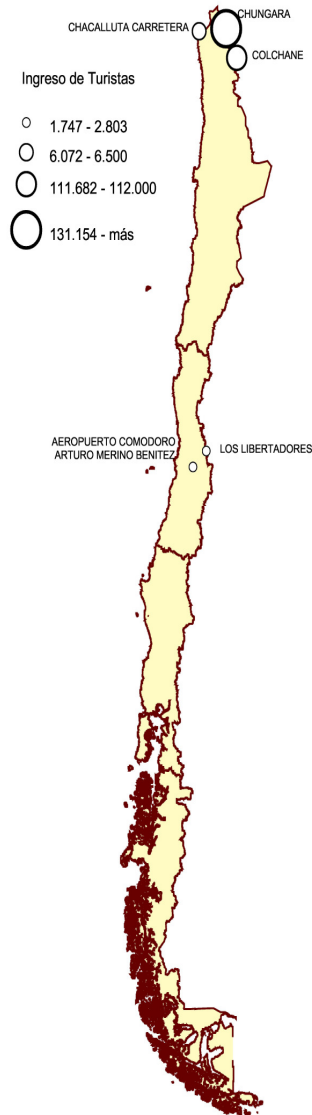 CHUNGARA
CHACALLUTA CARRETERA
COLCHANE
Ingreso de Turistas
1.747 - 2.803
6.072 - 6.500
111.682 - 112.000
131.154 - más
AEROPUERTO COMODORO
ARTURO MERINO BENITEZ
LOS LIBERTADORES